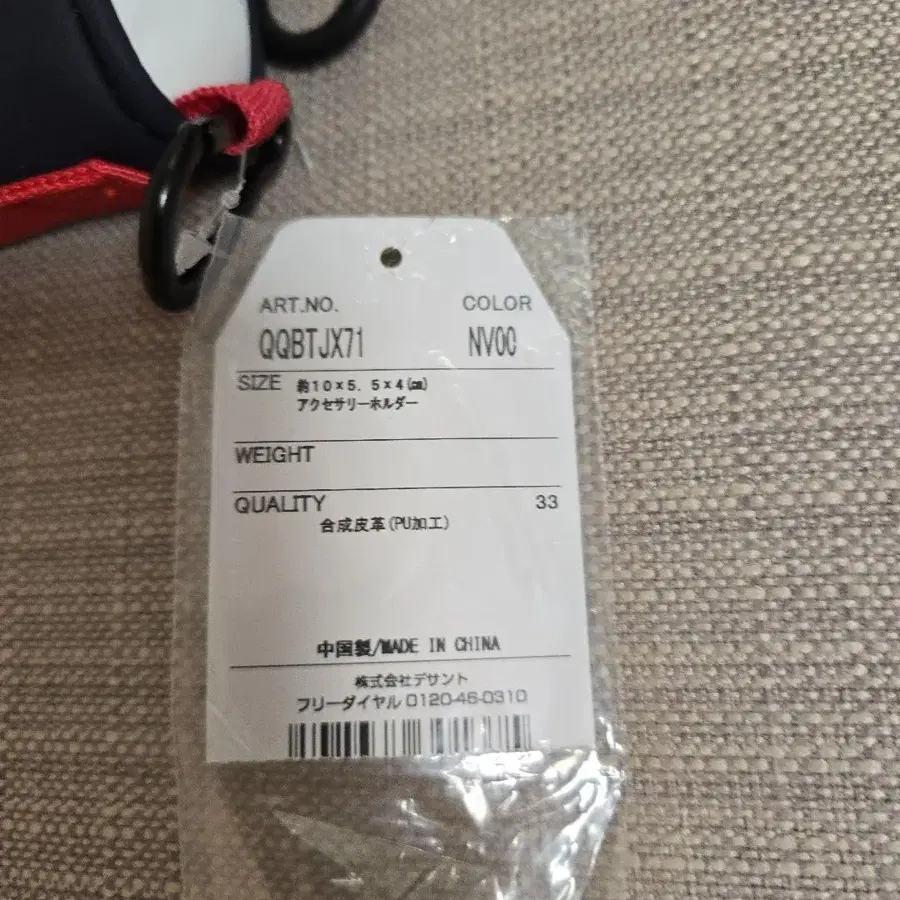 ART.NO. COLOR
QQBTJX71 NV00
SIZE 約10×5.5×4(㎝)
アクセサリーホルダー
WEIGHT
QUALITY 33
合成皮革(PU加工)
中国製/MADE IN CHINA
株式会社デサント
フリーダイヤル 0120-46-0310